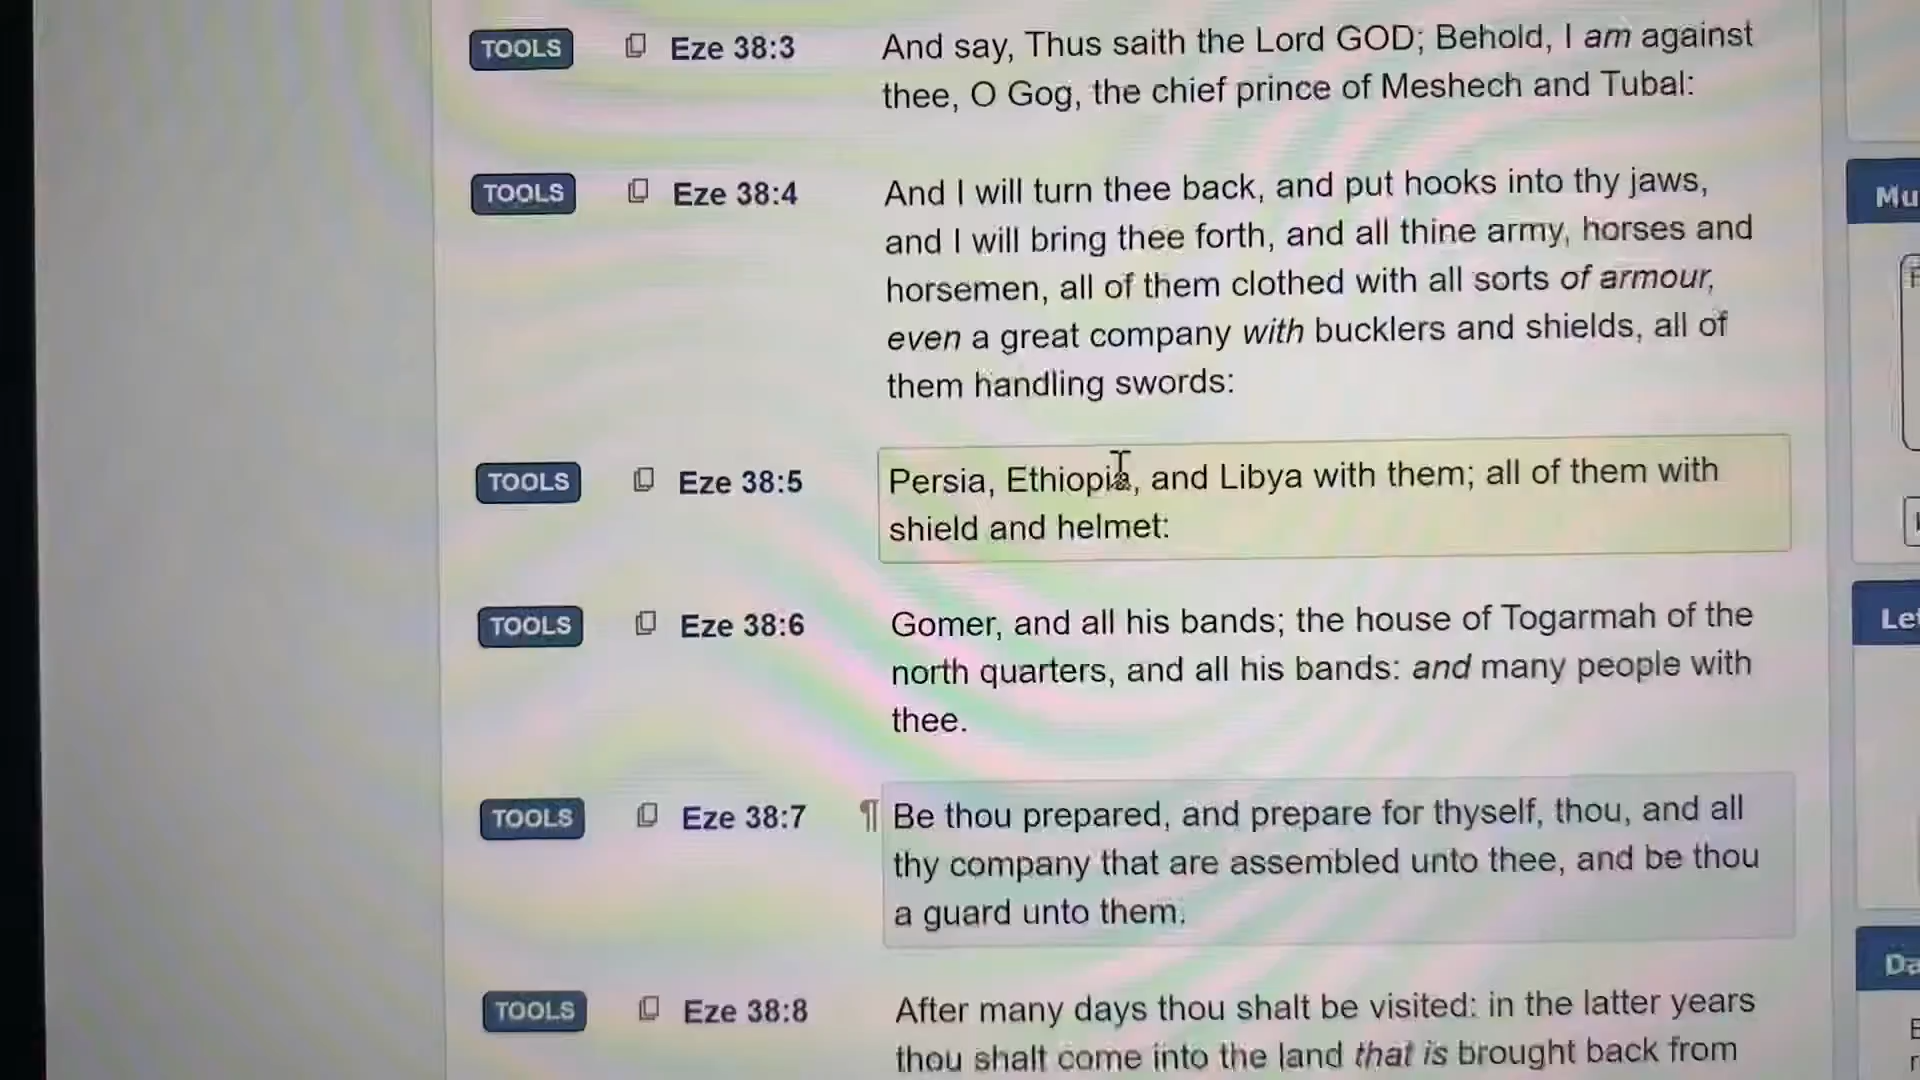 TOOLS Eze 38:3 And say, Thus saith the Lord GOD; Behold, I am against
thee, O Gog, the chief prince of Meshech and Tubal:
TOOLS Eze 38:4 And I will turn thee back, and put hooks into thy jaws,
and I will bring thee forth, and all thine army, horses and
horsemen, all of them clothed with all sorts of armour,
even a great company with bucklers and shields, all of
them handling swords:
TOOLS Eze 38:5 Persia, Ethiopia, and Libya with them; all of them with
shield and helmet:
TOOLS Eze 38:6 Gomer, and all his bands; the house of Togarmah of the
north quarters, and all his bands: and many people with
thee.
TOOLS Eze 38:7 ¶ Be thou prepared, and prepare for thyself, thou, and all
thy company that are assembled unto thee, and be thou
a guard unto them.
TOOLS Eze 38:8 After many days thou shalt be visited: in the latter years
thou shalt come into the land that is brought back from
Mu
Le
Da